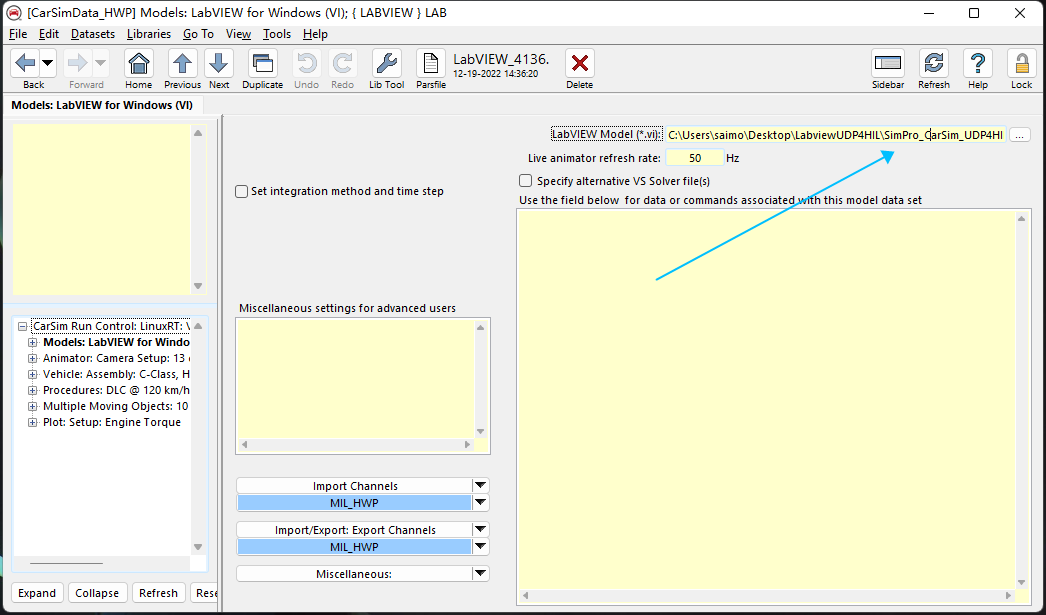 [CarSimData_HWP] Models: LabVIEW for Windows (VI); { LABVIEW } LAB
File Edit Datasets Libraries Go To View Tools Help
Back Forward Home Previous Next Duplicate Undo Redo Lib Tool Parsfile LabVIEW_4136. 12-19-2022 14:36:20 Delete Sidebar Refresh Help Lock
Models: LabVIEW for Windows (VI)
LabVIEW Model (*.vi): C:\Users\saimo\Desktop\LabviewUDP4HIL\SimPro_CarSim_UDP4HI ...
Live animator refresh rate: 50 Hz
Specify alternative VS Solver file(s)
Set integration method and time step
Use the field below for data or commands associated with this model data set
Miscellaneous settings for advanced users
CarSim Run Control: LinuxRT: V
Models: LabVIEW for Windo
Animator: Camera Setup: 13
Vehicle: Assembly: C-Class, H
Procedures: DLC @ 120 km/h
Multiple Moving Objects: 10
Plot: Setup: Engine Torque
Import Channels
MIL_HWP
Import/Export: Export Channels
MIL_HWP
Miscellaneous:
Expand Collapse Refresh Rese